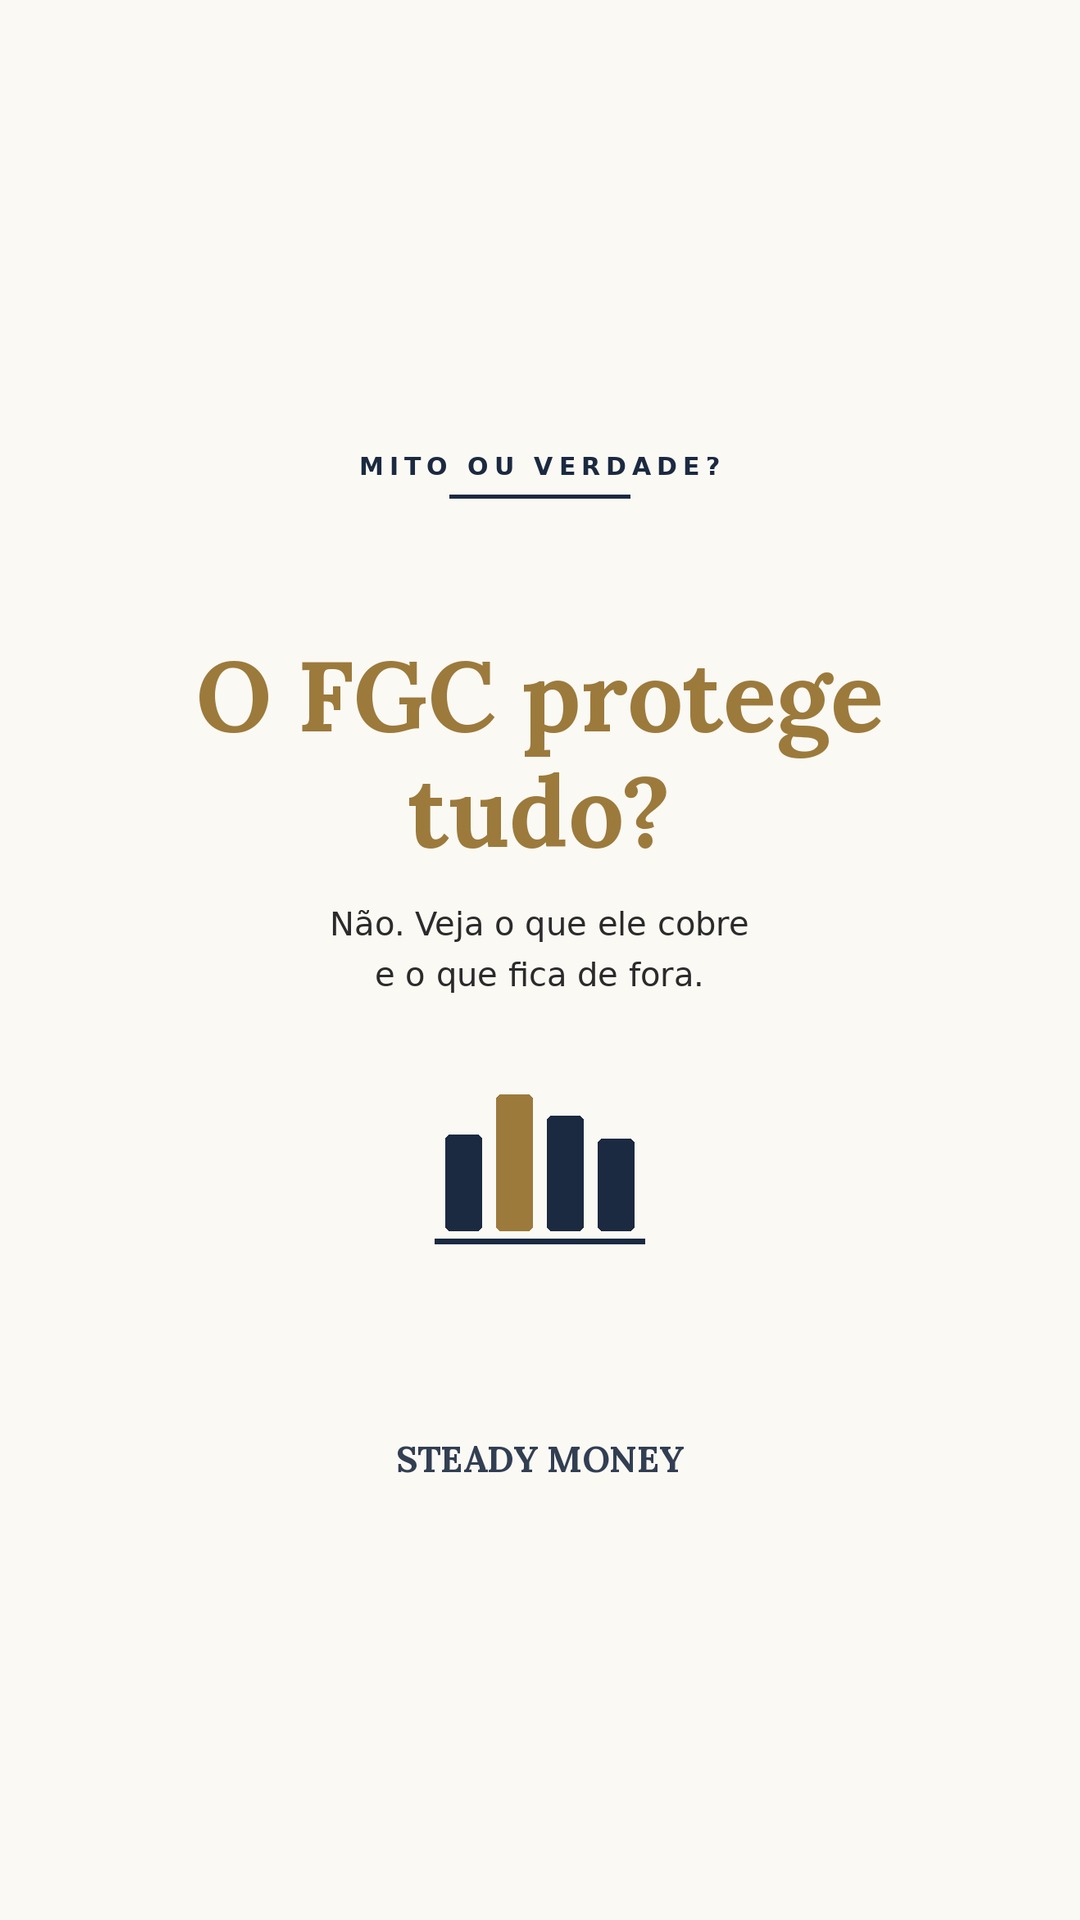 MITO OU VERDADE?
O FGC protege
tudo?
Não. Veja o que ele cobre
e o que fica de fora.
STEADY MONEY